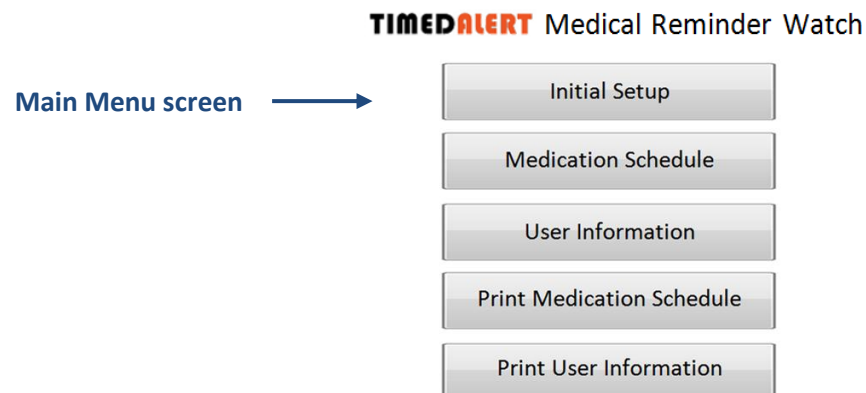 TIMEDALERT Medical Reminder Watch
Main Menu screen
Initial Setup
Medication Schedule
User Information
Print Medication Schedule
Print User Information